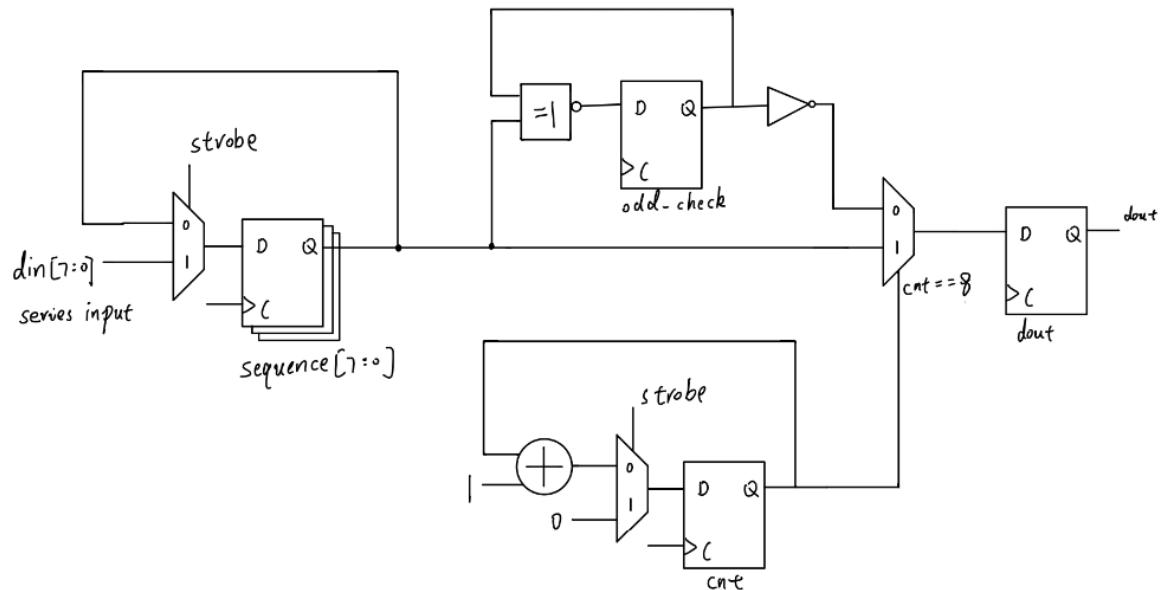 strobe
0
1
D
Q
C
din[7:0]
series input
sequence[7:0]
=1
D
Q
C
odd-check
0
1
cnt==8
D
Q
C
dout
dout
strobe
0
1
1
0
D
Q
C
cnt